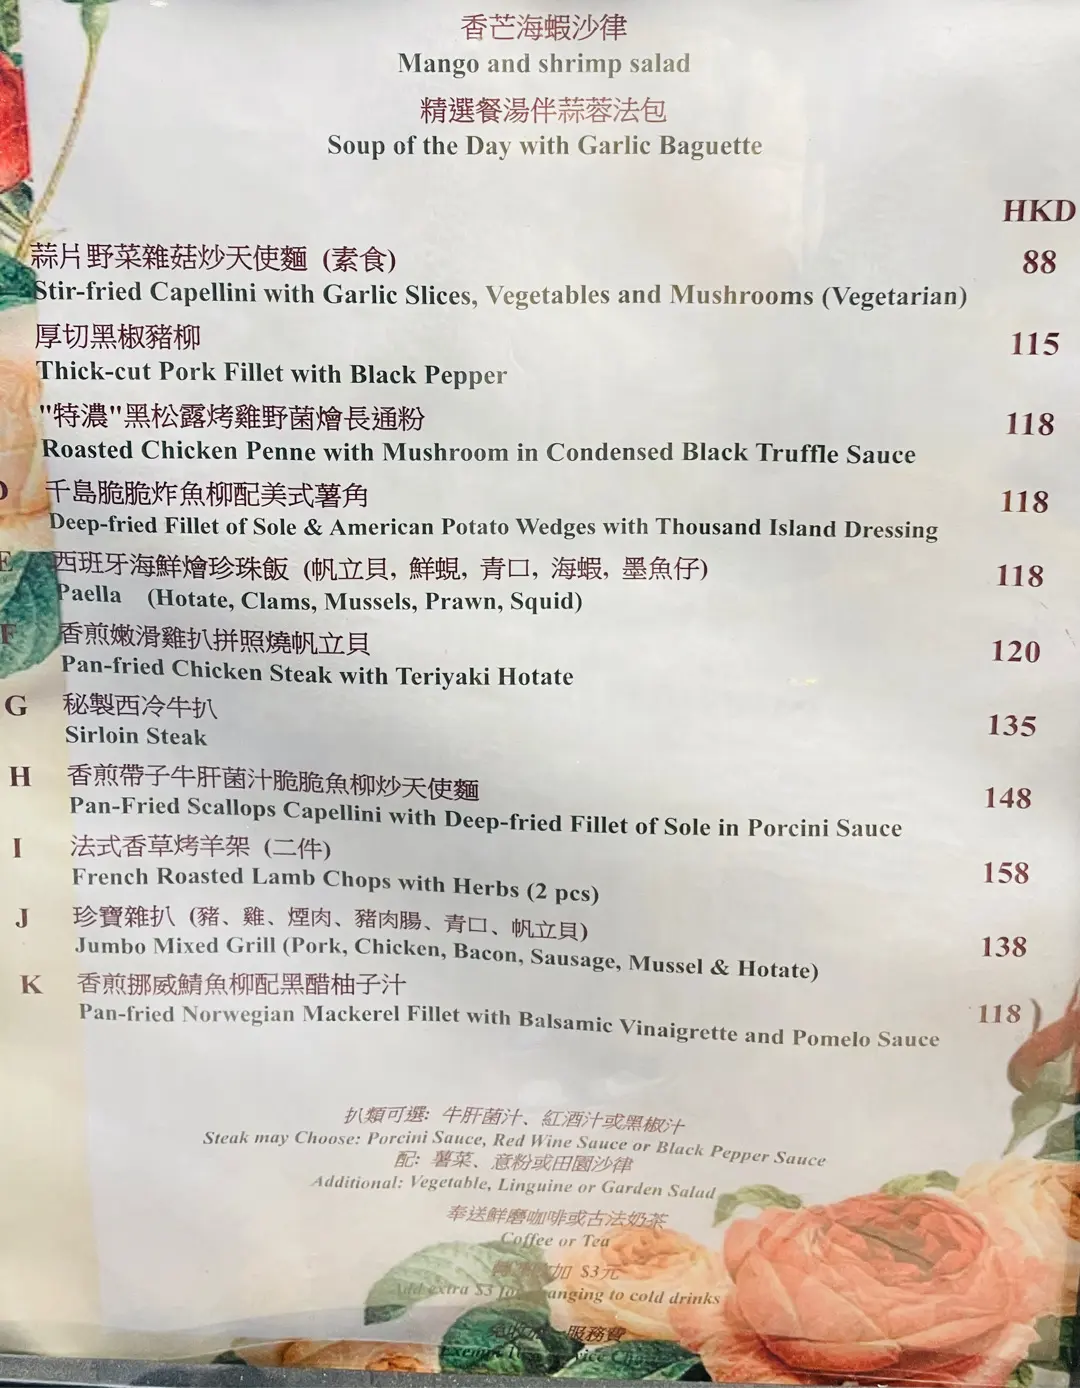 香芒海蝦沙律
Mango and shrimp salad
精選餐湯伴蒜蓉法包
Soup of the Day with Garlic Baguette
HKD
蒜片野菜雜菇炒天使麵 (素食) 88
Stir-fried Capellini with Garlic Slices, Vegetables and Mushrooms (Vegetarian)
厚切黑椒豬柳 115
Thick-cut Pork Fillet with Black Pepper
"特濃"黑松露烤雞野菌燴長通粉 118
Roasted Chicken Penne with Mushroom in Condensed Black Truffle Sauce
D 千島脆脆炸魚柳配美式薯角 118
Deep-fried Fillet of Sole & American Potato Wedges with Thousand Island Dressing
E 西班牙海鮮燴珍珠飯 (帆立貝, 鮮蜆, 青口, 海蝦, 墨魚仔) 118
Paella (Hotate, Clams, Mussels, Prawn, Squid)
F 香煎嫩滑雞扒拼照燒帆立貝 120
Pan-fried Chicken Steak with Teriyaki Hotate
G 秘製西冷牛扒 135
Sirloin Steak
H 香煎帶子牛肝菌汁脆脆魚柳炒天使麵 148
Pan-Fried Scallops Capellini with Deep-fried Fillet of Sole in Porcini Sauce
I 法式香草烤羊架 (二件) 158
French Roasted Lamb Chops with Herbs (2 pcs)
J 珍寶雜扒 (豬、雞、煙肉、豬肉腸、青口、帆立貝) 138
Jumbo Mixed Grill (Pork, Chicken, Bacon, Sausage, Mussel & Hotate)
K 香煎挪威鯖魚柳配黑醋柚子汁 118
Pan-fried Norwegian Mackerel Fillet with Balsamic Vinaigrette and Pomelo Sauce
扒類可選: 牛肝菌汁、紅酒汁或黑椒汁
Steak may Choose: Porcini Sauce, Red Wine Sauce or Black Pepper Sauce
配: 薯菜、意粉或田園沙律
Additional: Vegetable, Linguine or Garden Salad
奉送鮮磨咖啡或古法奶茶
Coffee or Tea
加 $3元
Add extra $3 to cold drinks
服務費